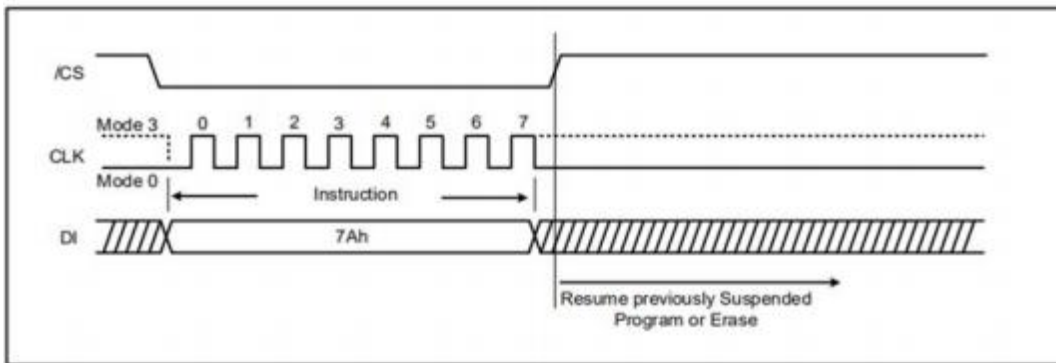 /CS
Mode 3
0 1 2 3 4 5 6 7
CLK
Mode 0
Instruction
DI
7Ah
Resume previously Suspended
Program or Erase